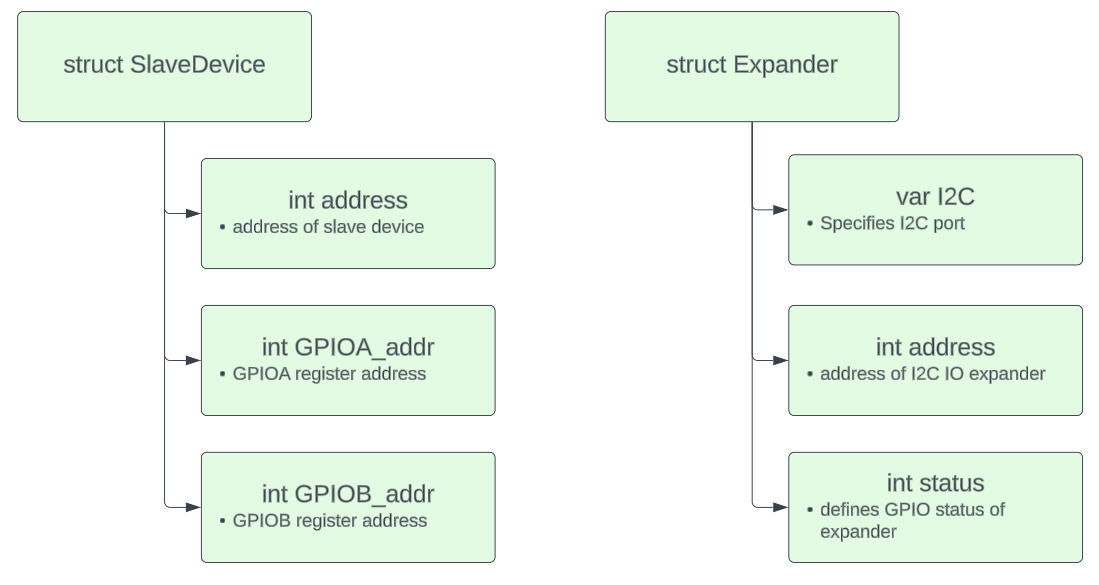 struct SlaveDevice
int address
• address of slave device
int GPIOA_addr
• GPIOA register address
int GPIOB_addr
• GPIOB register address
struct Expander
var I2C
• Specifies I2C port
int address
• address of I2C IO expander
int status
• defines GPIO status of
expander